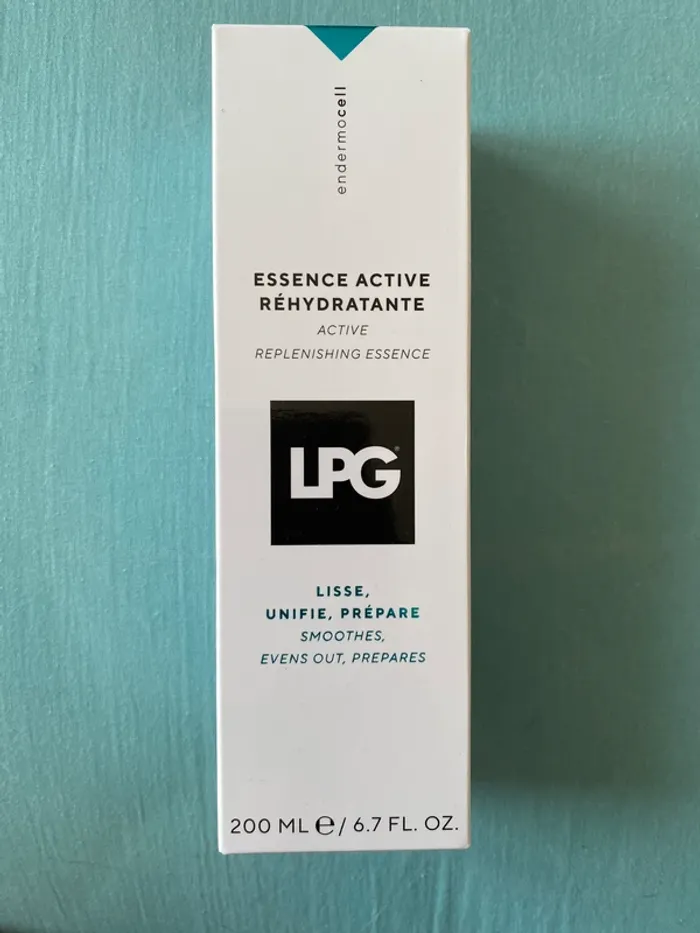 endermocell
ESSENCE ACTIVE
RÉHYDRATANTE
ACTIVE
REPLENISHING ESSENCE
LPG®
LISSE,
UNIFIE, PRÉPARE
SMOOTHES,
EVENS OUT, PREPARES
200 ML ℮/ 6.7 FL. OZ.